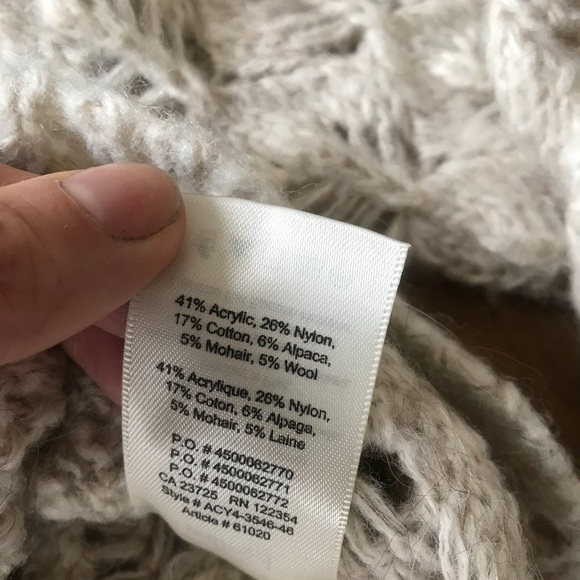 41% Acrylic, 26% Nylon,
17% Cotton, 6% Alpaca,
5% Mohair, 5% Wool
41% Acrylique, 26% Nylon,
17% Coton, 6% Alpaga,
5% Mohair, 5% Laine
P.O. # 4500062770
P.O. # 4500062771
P.O. # 4500062772
CA 23725 RN 122354
Style # ACY4-3546-46
Article # 61020